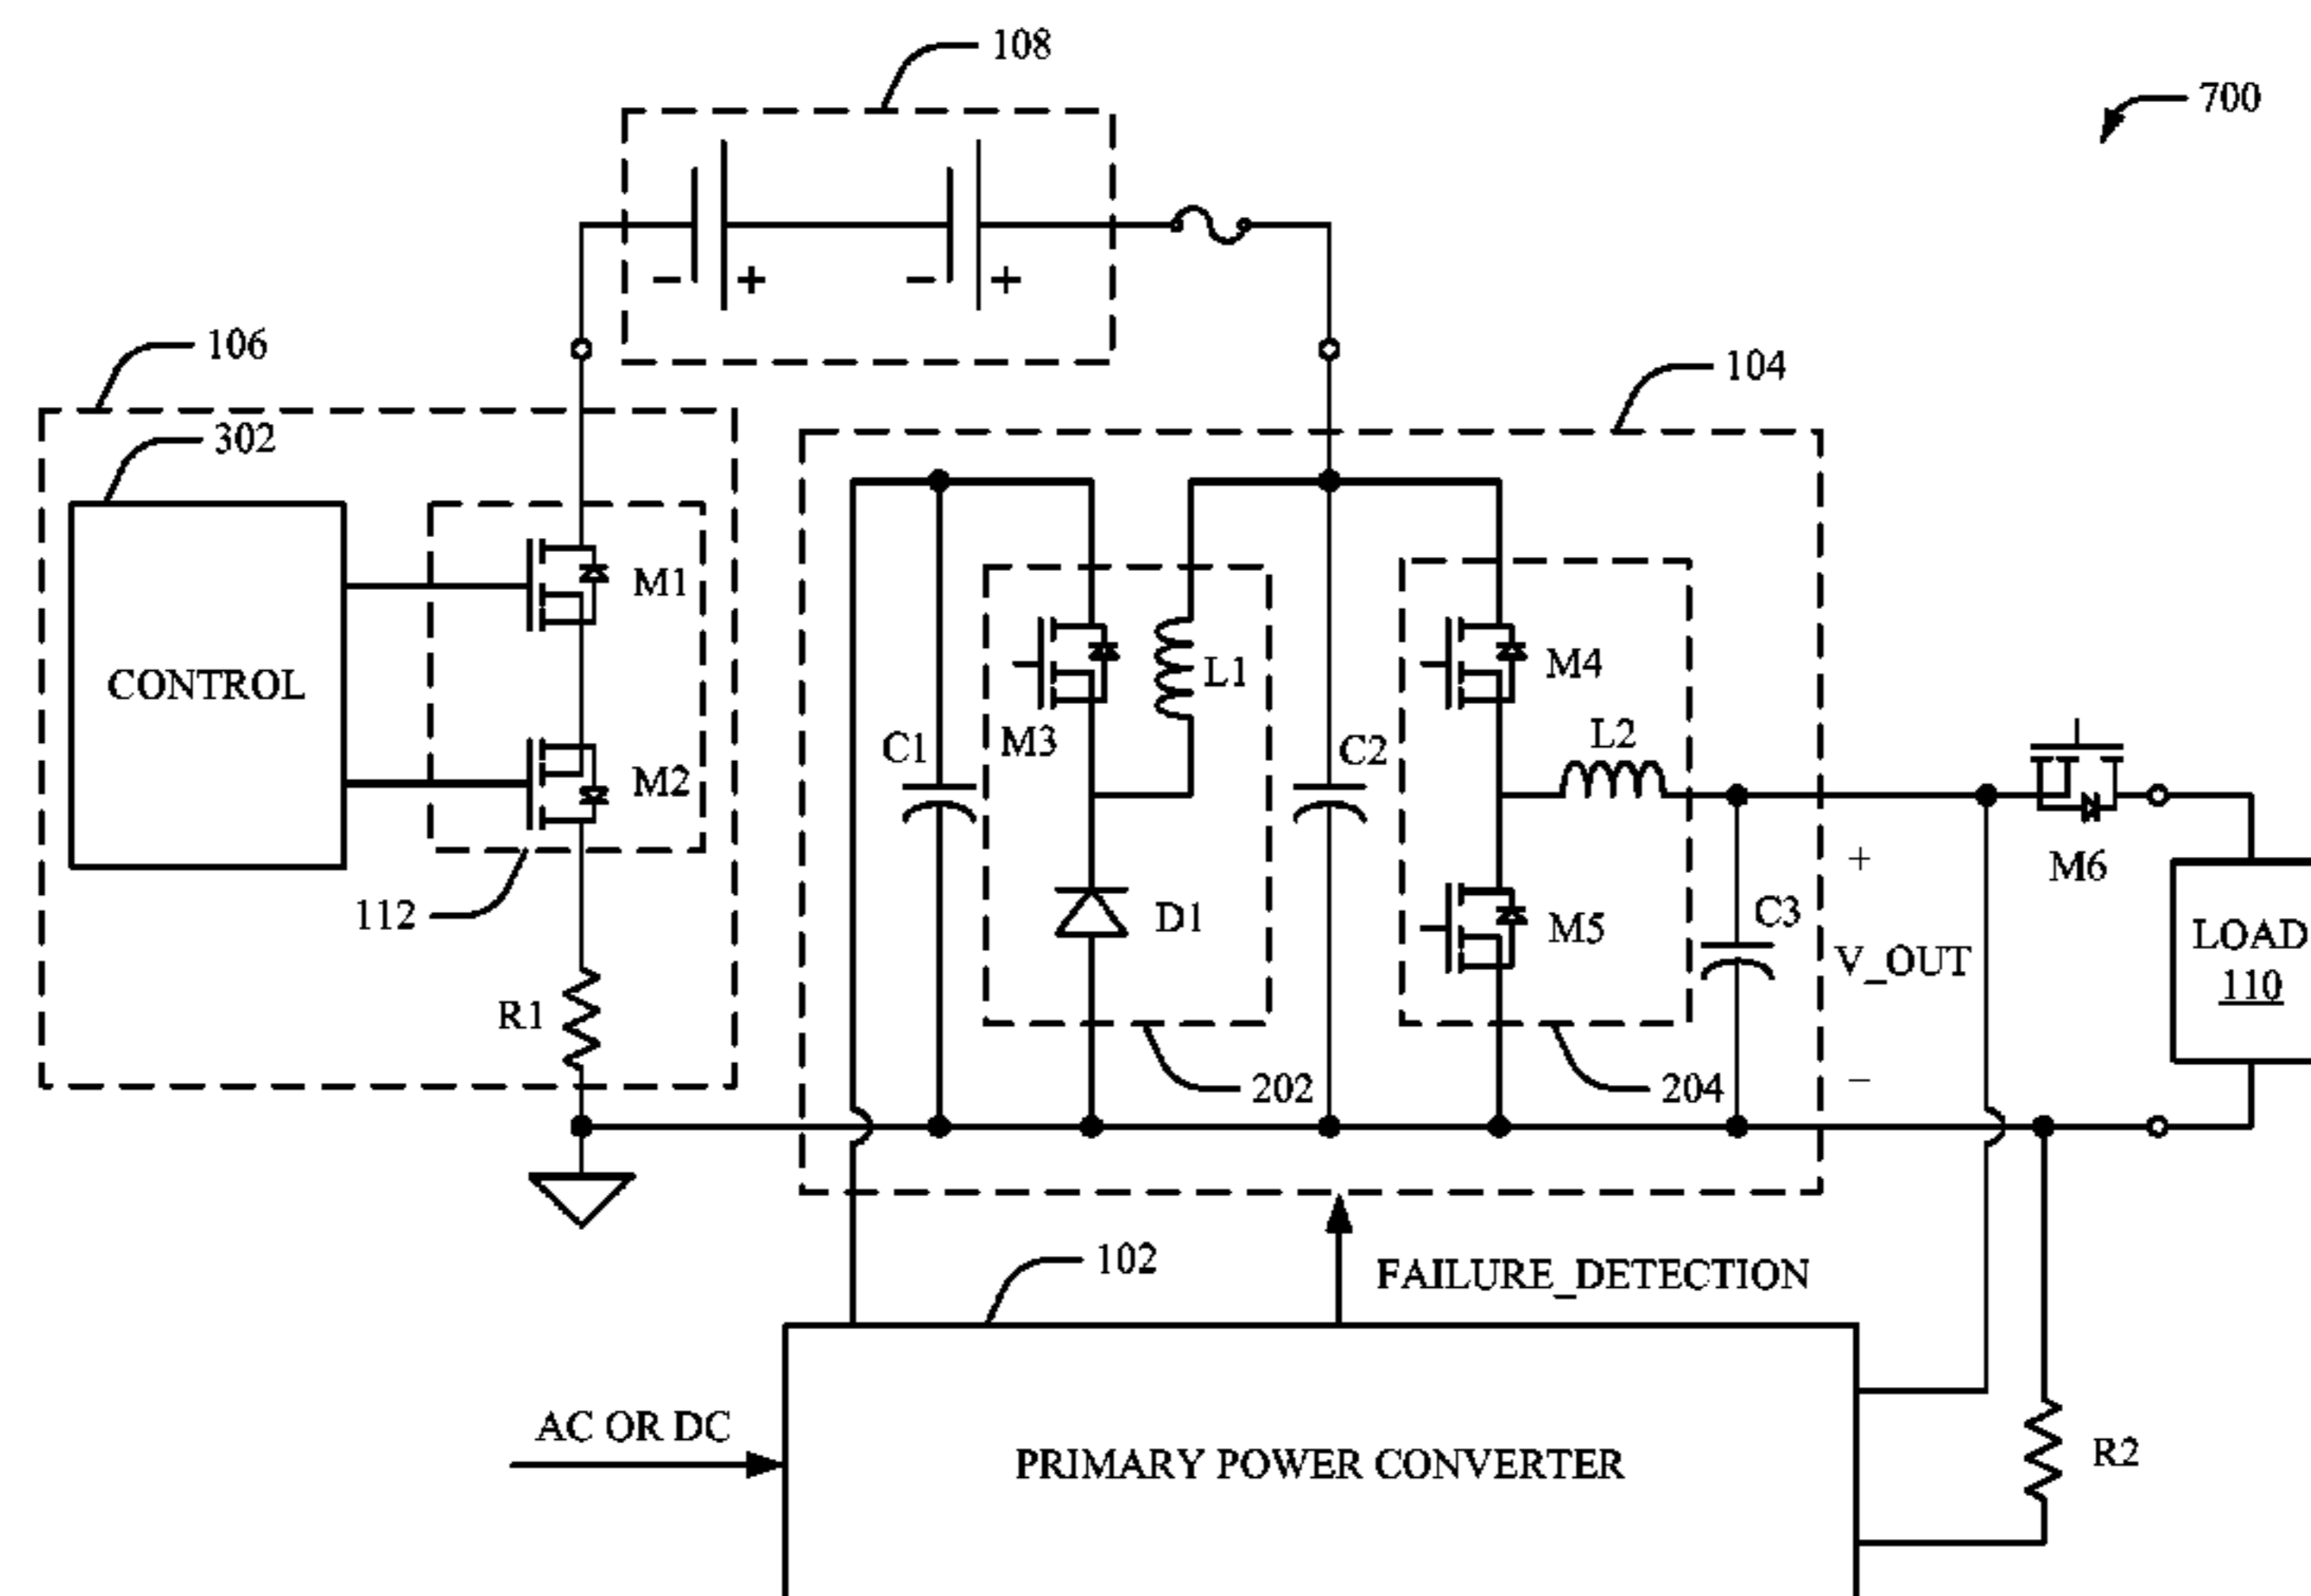 108
700
- + - +
106
104
302
M1
CONTROL
M2
112
R1
C1
M3
L1
D1
202
C2
M4
L2
M5
204
C3
+
V_OUT
−
M6
LOAD
110
102
FAILURE_DETECTION
AC OR DC
PRIMARY POWER CONVERTER
R2